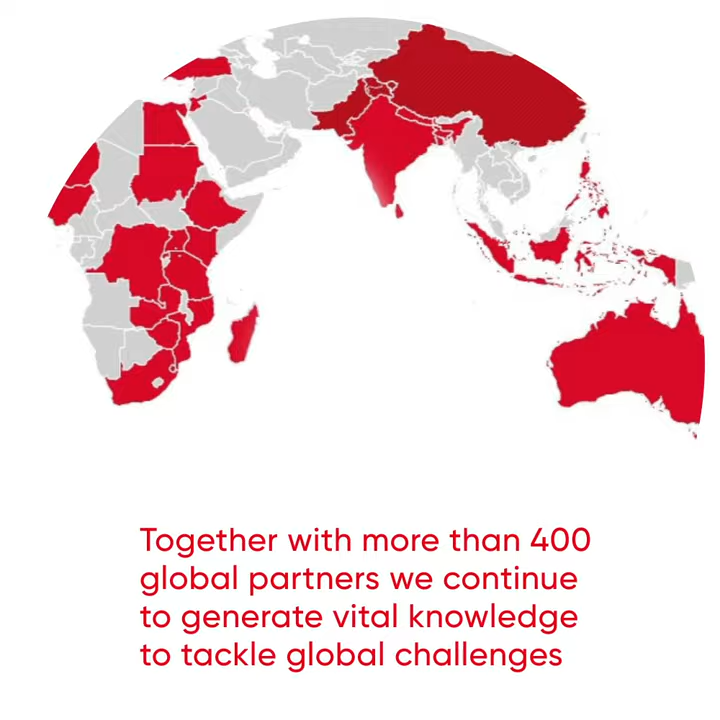 Together with more than 400
global partners we continue
to generate vital knowledge
to tackle global challenges